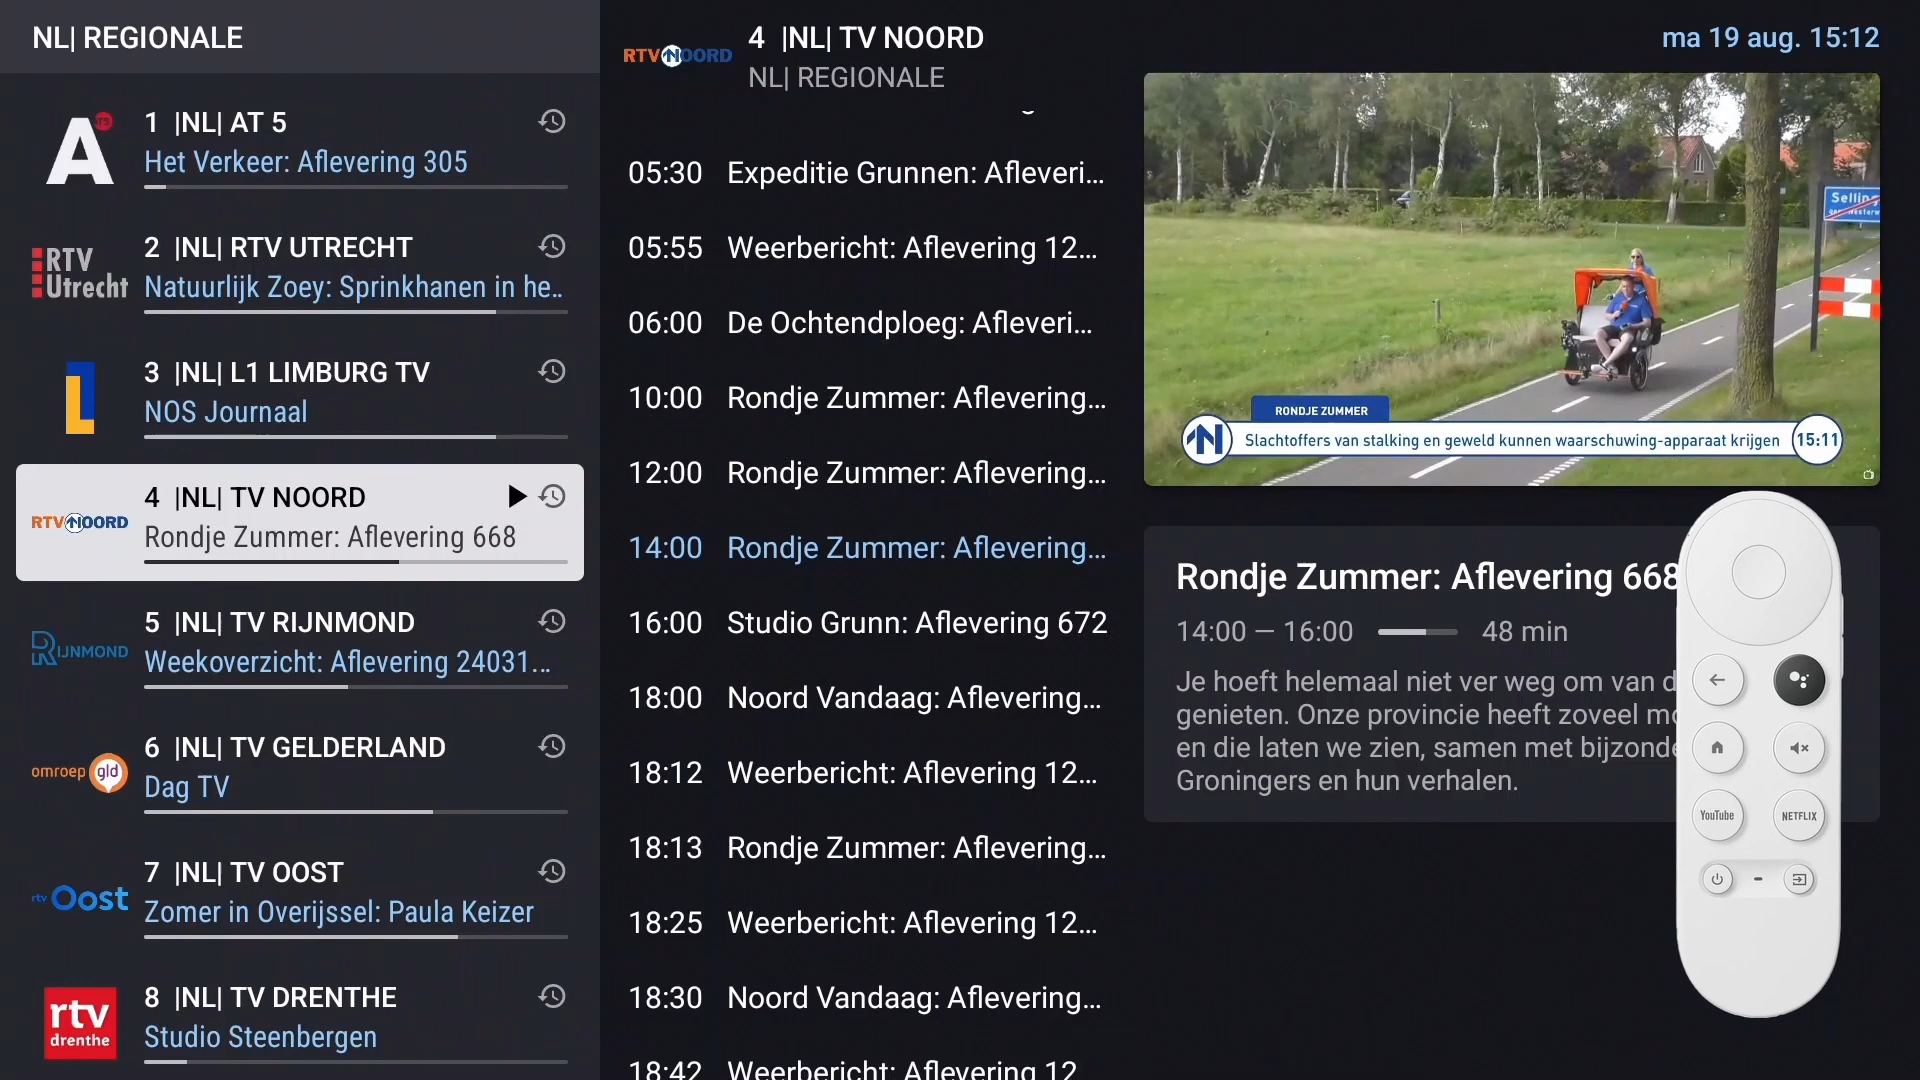 NL| REGIONALE
1 |NL| AT 5
Het Verkeer: Aflevering 305
RTV Utrecht
2 |NL| RTV UTRECHT
Natuurlijk Zoey: Sprinkhanen in he…
3 |NL| L1 LIMBURG TV
NOS Journaal
RTV NOORD
4 |NL| TV NOORD
Rondje Zummer: Aflevering 668
RIJNMOND
5 |NL| TV RIJNMOND
Weekoverzicht: Aflevering 24031…
omroep gld
6 |NL| TV GELDERLAND
Dag TV
rtv Oost
7 |NL| TV OOST
Zomer in Overijssel: Paula Keizer
rtv
drenthe
8 |NL| TV DRENTHE
Studio Steenbergen
RTV NOORD
4 |NL| TV NOORD
NL| REGIONALE
05:30 Expeditie Grunnen: Afleveri…
05:55 Weerbericht: Aflevering 12…
06:00 De Ochtendploeg: Afleveri…
10:00 Rondje Zummer: Aflevering…
12:00 Rondje Zummer: Aflevering…
14:00 Rondje Zummer: Aflevering…
16:00 Studio Grunn: Aflevering 672
18:00 Noord Vandaag: Aflevering…
18:12 Weerbericht: Aflevering 12…
18:13 Rondje Zummer: Aflevering…
18:25 Weerbericht: Aflevering 12…
18:30 Noord Vandaag: Aflevering…
18:42 Weerbericht: Aflevering 12
ma 19 aug. 15:12
Selling
RONDJE ZUMMER
N Slachtoffers van stalking en geweld kunnen waarschuwing-apparaat krijgen 15:11
Rondje Zummer: Aflevering 668
14:00 — 16:00 48 min
Je hoeft helemaal niet ver weg om van d
genieten. Onze provincie heeft zoveel mo
en die laten we zien, samen met bijzonde
Groningers en hun verhalen.
YouTube NETFLIX